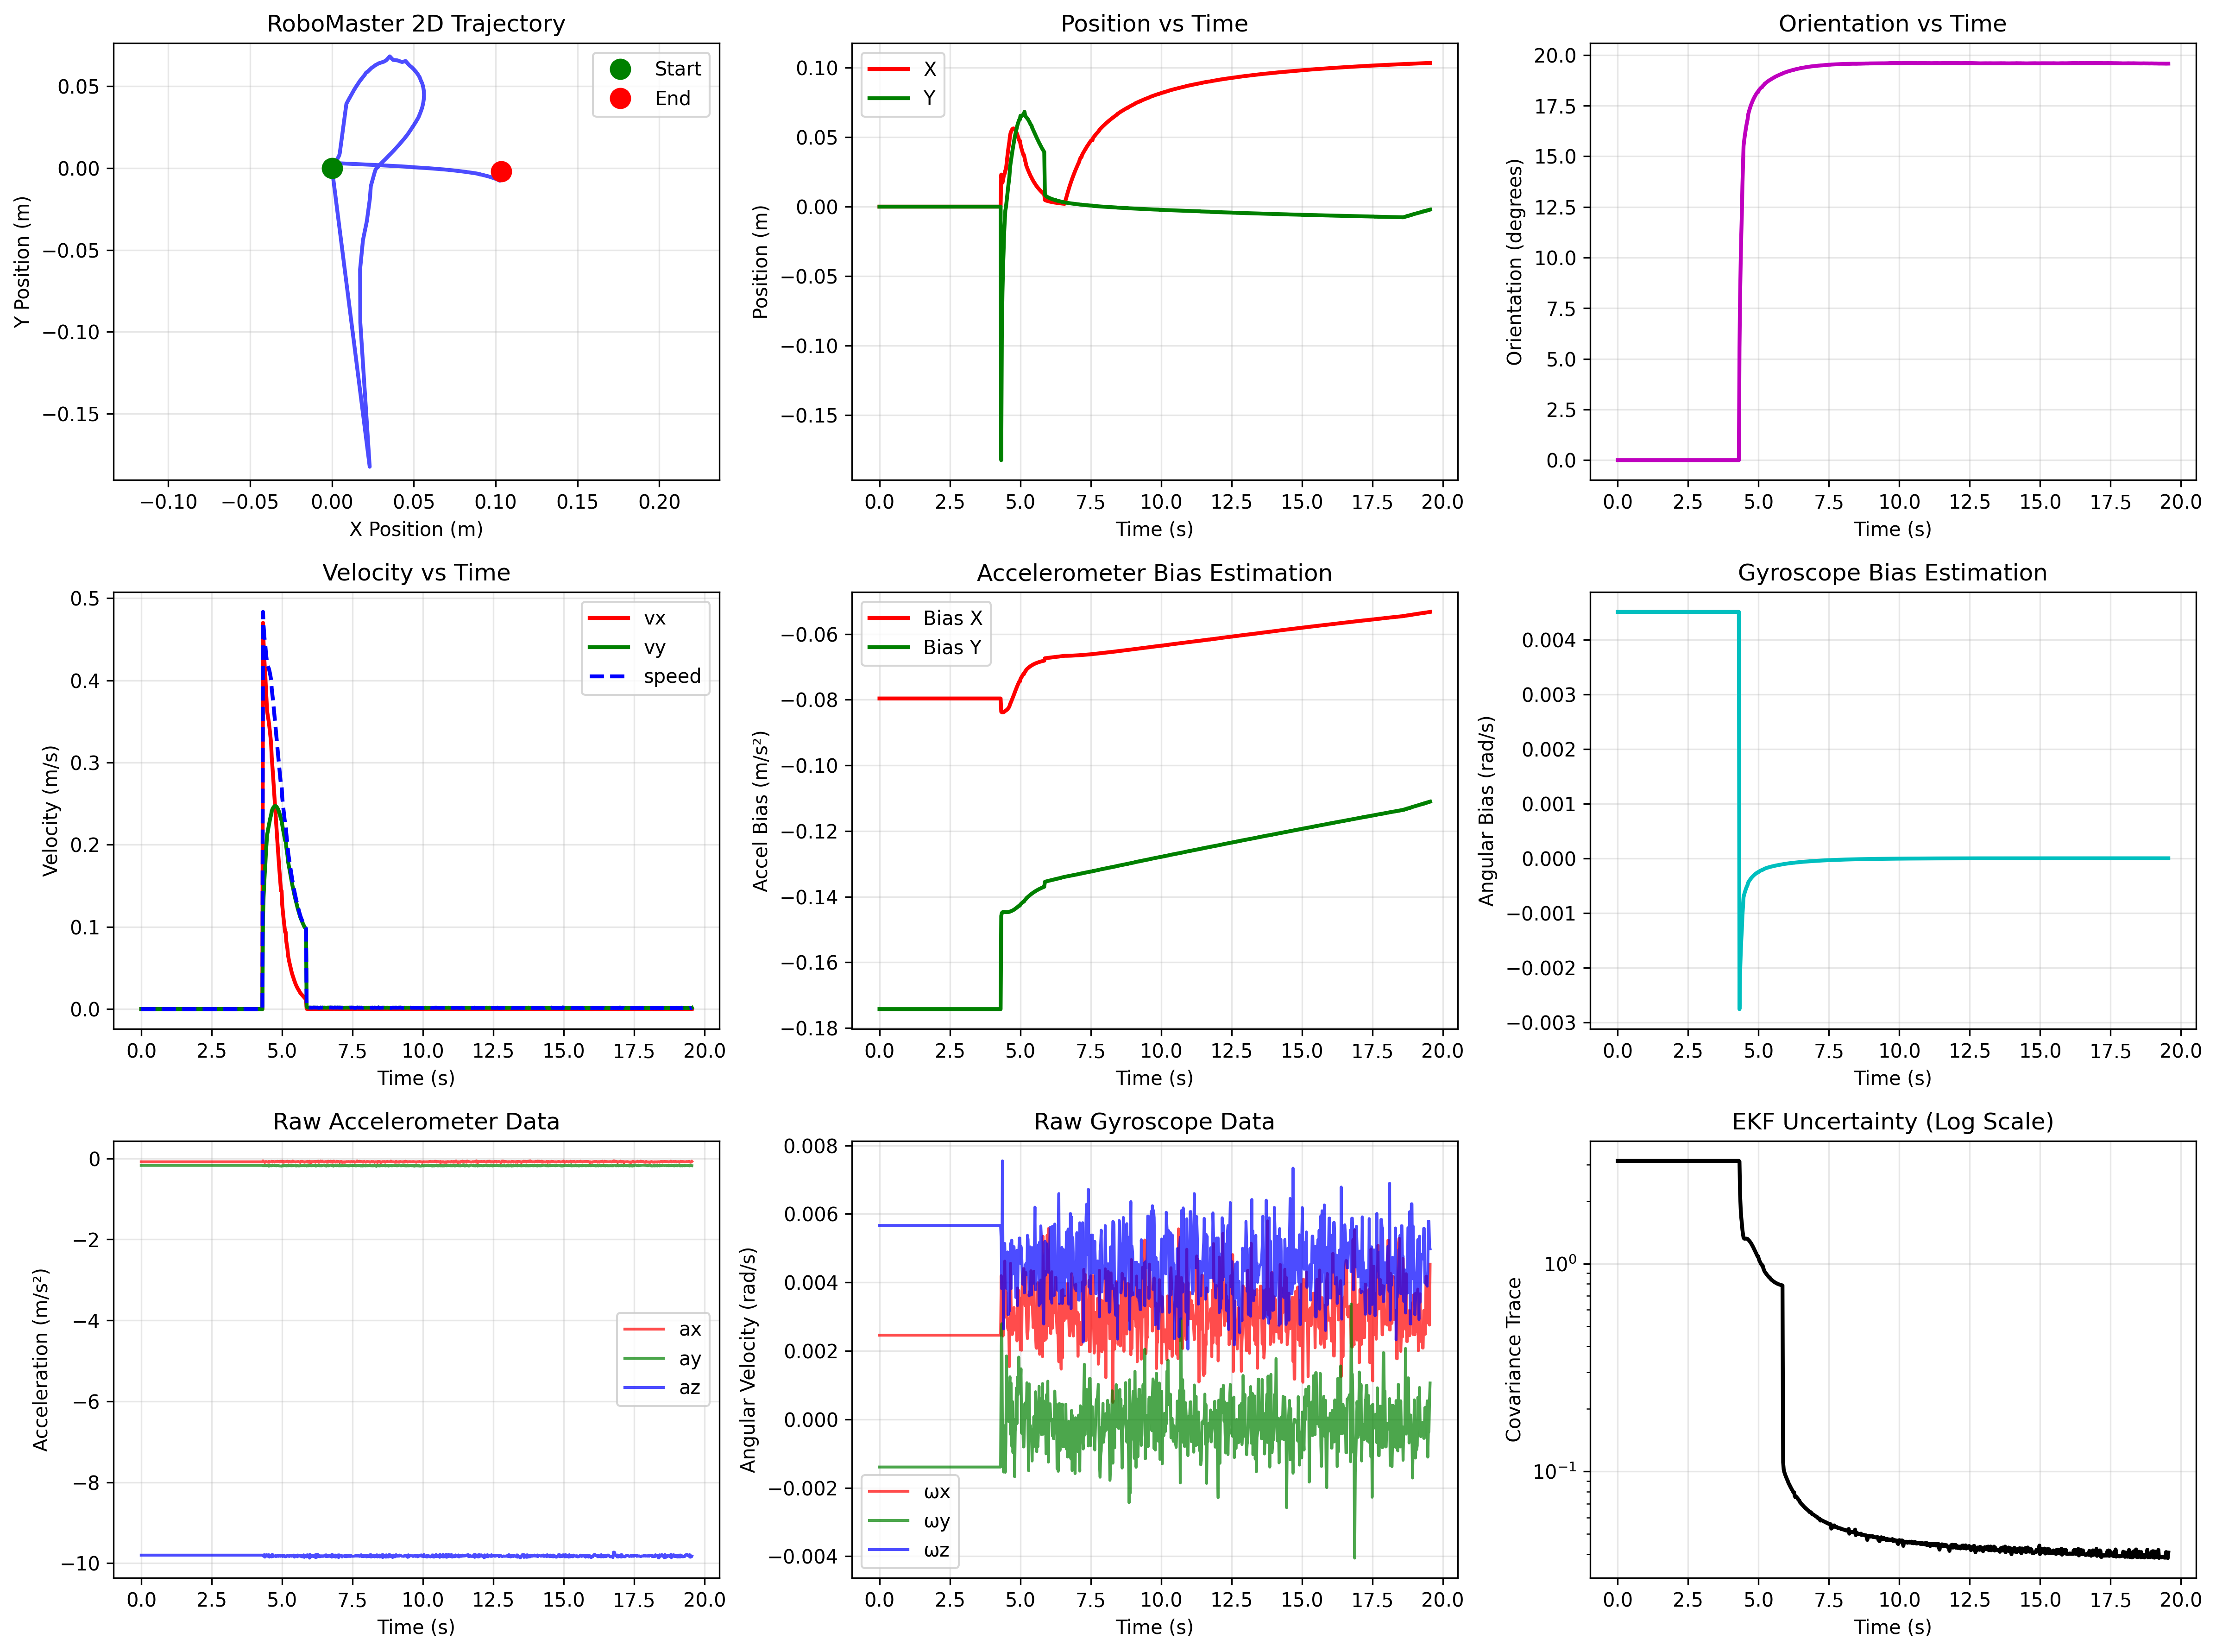 RoboMaster 2D Trajectory
Y Position (m)
0.05
0.00
−0.05
−0.10
−0.15
Start
End
−0.10 −0.05 0.00 0.05 0.10 0.15 0.20
X Position (m)
Position vs Time
Position (m)
0.10
0.05
0.00
−0.05
−0.10
−0.15
X
Y
0.0 2.5 5.0 7.5 10.0 12.5 15.0 17.5 20.0
Time (s)
Orientation vs Time
Orientation (degrees)
20.0
17.5
15.0
12.5
10.0
7.5
5.0
2.5
0.0
0.0 2.5 5.0 7.5 10.0 12.5 15.0 17.5 20.0
Time (s)
Velocity vs Time
Velocity (m/s)
0.5
0.4
0.3
0.2
0.1
0.0
vx
vy
speed
0.0 2.5 5.0 7.5 10.0 12.5 15.0 17.5 20.0
Time (s)
Accelerometer Bias Estimation
Accel Bias (m/s²)
−0.06
−0.08
−0.10
−0.12
−0.14
−0.16
−0.18
Bias X
Bias Y
0.0 2.5 5.0 7.5 10.0 12.5 15.0 17.5 20.0
Time (s)
Gyroscope Bias Estimation
Angular Bias (rad/s)
0.004
0.003
0.002
0.001
0.000
−0.001
−0.002
−0.003
0.0 2.5 5.0 7.5 10.0 12.5 15.0 17.5 20.0
Time (s)
Raw Accelerometer Data
Acceleration (m/s²)
0
−2
−4
−6
−8
−10
ax
ay
az
0.0 2.5 5.0 7.5 10.0 12.5 15.0 17.5 20.0
Time (s)
Raw Gyroscope Data
Angular Velocity (rad/s)
0.008
0.006
0.004
0.002
0.000
−0.002
−0.004
ωx
ωy
ωz
0.0 2.5 5.0 7.5 10.0 12.5 15.0 17.5 20.0
Time (s)
EKF Uncertainty (Log Scale)
Covariance Trace
10⁰
10⁻¹
0.0 2.5 5.0 7.5 10.0 12.5 15.0 17.5 20.0
Time (s)